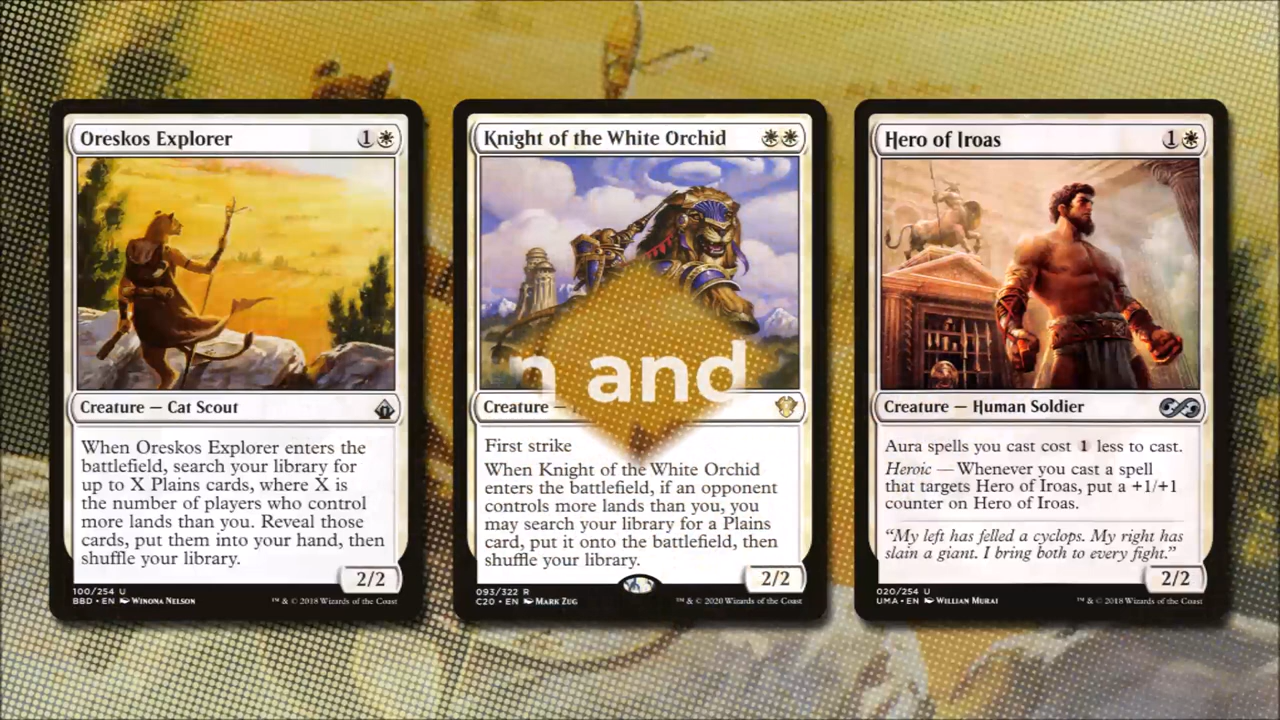 Oreskos Explorer 1
Creature — Cat Scout
When Oreskos Explorer enters the
battlefield, search your library for
up to X Plains cards, where X is
the number of players who control
more lands than you. Reveal those
cards, put them into your hand, then
shuffle your library.
2/2
100/254 U
BBD • EN Winona Nelson
™ & © 2018 Wizards of the Coast
Knight of the White Orchid
n and
Creature —
First strike
When Knight of the White Orchid
enters the battlefield, if an opponent
controls more lands than you, you
may search your library for a Plains
card, put it onto the battlefield, then
shuffle your library.
2/2
093/322 R
C20 • EN Mark Zug
™ & © 2020 Wizards of the Coast
Hero of Iroas 1
Creature — Human Soldier
Aura spells you cast cost 1 less to cast.
Heroic — Whenever you cast a spell
that targets Hero of Iroas, put a +1/+1
counter on Hero of Iroas.
“My left has felled a cyclops. My right has
slain a giant. I bring both to every fight.”
2/2
020/254 U
UMA • EN Willian Murai
™ & © 2018 Wizards of the Coast